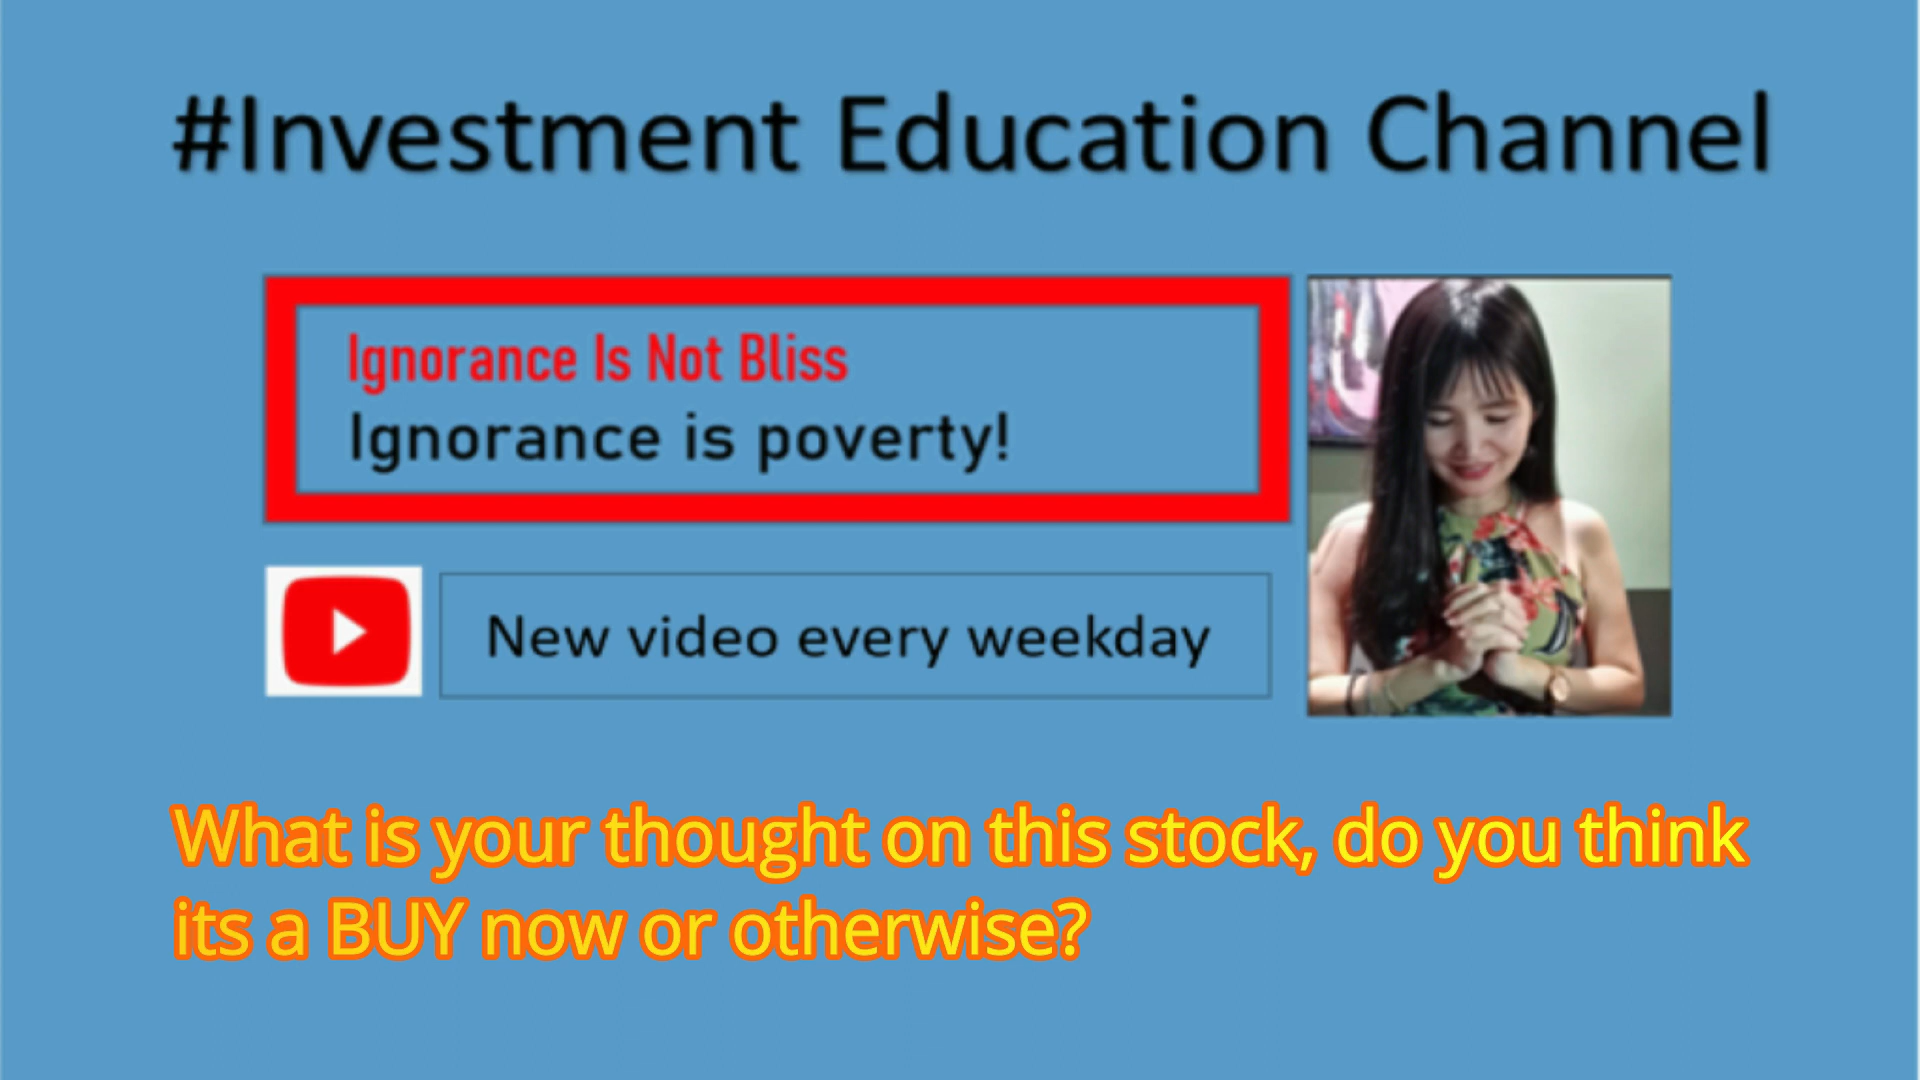 #Investment Education Channel
Ignorance Is Not Bliss
Ignorance is poverty!
New video every weekday
What is your thought on this stock, do you think
its a BUY now or otherwise?